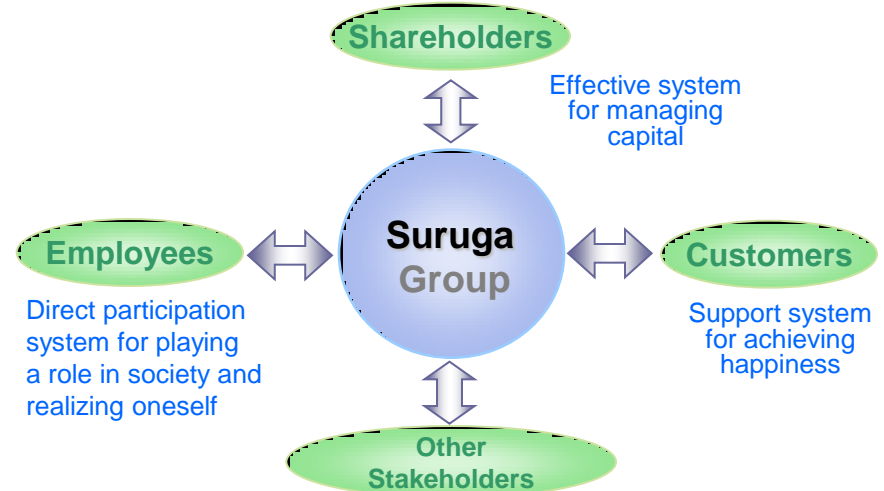 Shareholders
Effective system
for managing
capital
Suruga
Group
Employees
Customers
Direct participation
system for playing
a role in society and
realizing oneself
Support system
for achieving
happiness
Other
Stakeholders